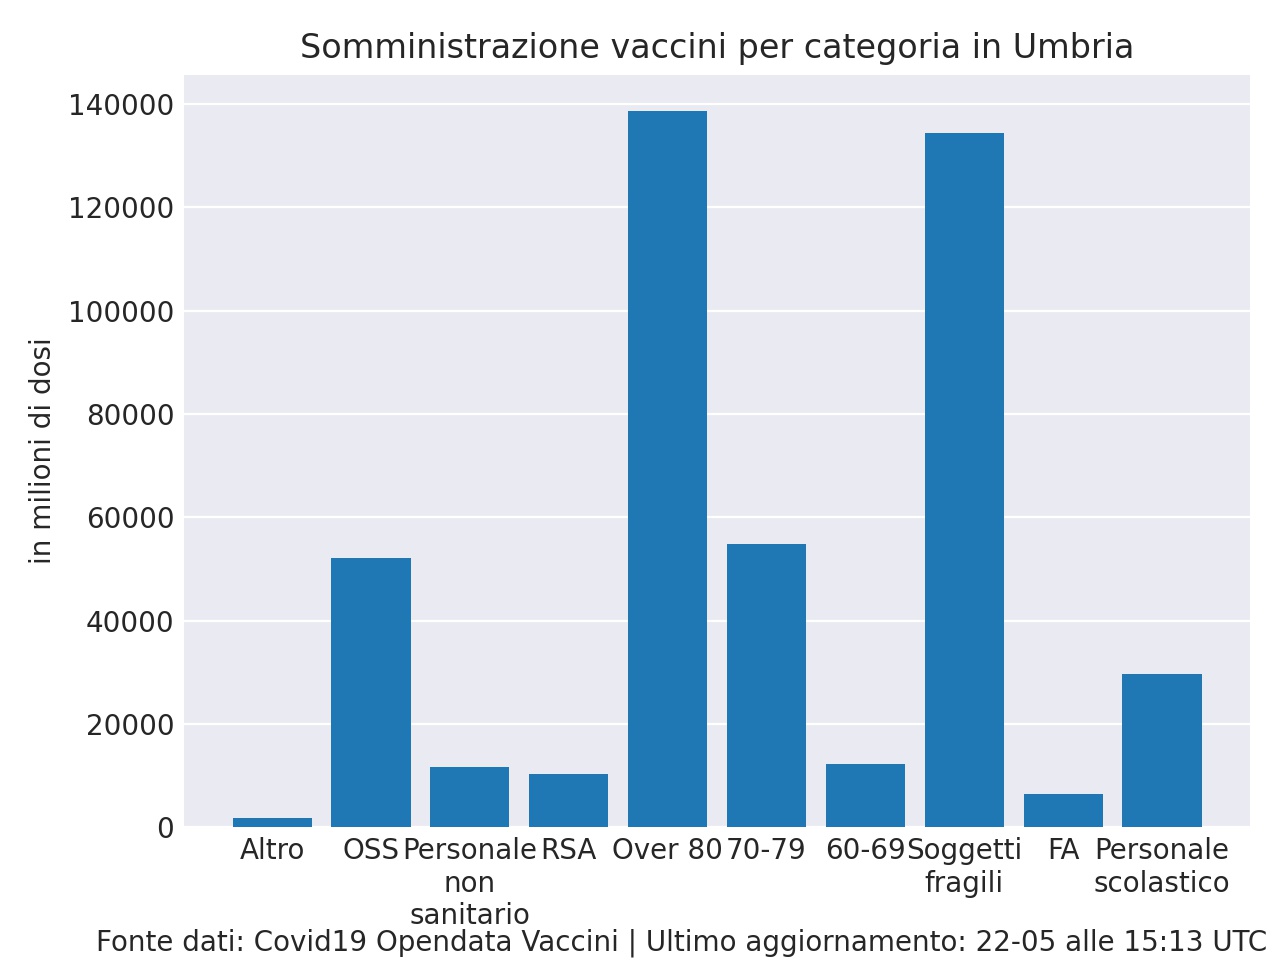 Somministrazione vaccini per categoria in Umbria
in milioni di dosi
140000
120000
100000
80000
60000
40000
20000
0
Altro OSS Personale RSA Over 80 70-79 60-69 Soggetti FA Personale
non fragili scolastico
sanitario
Fonte dati: Covid19 Opendata Vaccini | Ultimo aggiornamento: 22-05 alle 15:13 UTC